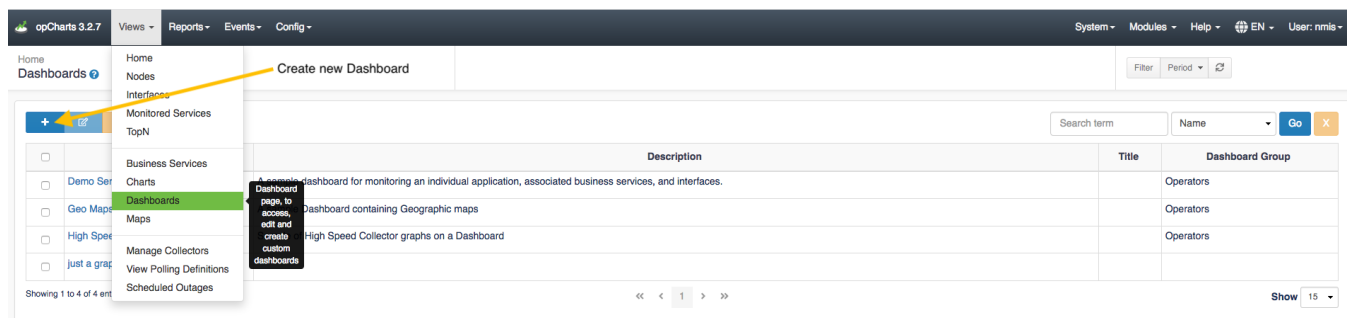 opCharts 3.2.7 Views Reports Events Config System Modules Help EN User: nmis
Home
Dashboards
Create new Dashboard
Filter Period
Home
Nodes
Interfaces
Monitored Services
TopN
Business Services
Charts
Dashboards
Maps
Manage Collectors
View Polling Definitions
Scheduled Outages
Dashboard
page, to
access,
edit and
create
custom
dashboards
+ Search term Name Go X
Description Title Dashboard Group
Demo Ser A sample dashboard for monitoring an individual application, associated business services, and interfaces. Operators
Geo Maps Dashboard containing Geographic maps Operators
High Spee High Speed Collector graphs on a Dashboard Operators
just a grap
Showing 1 to 4 of 4 ent « < 1 > » Show 15